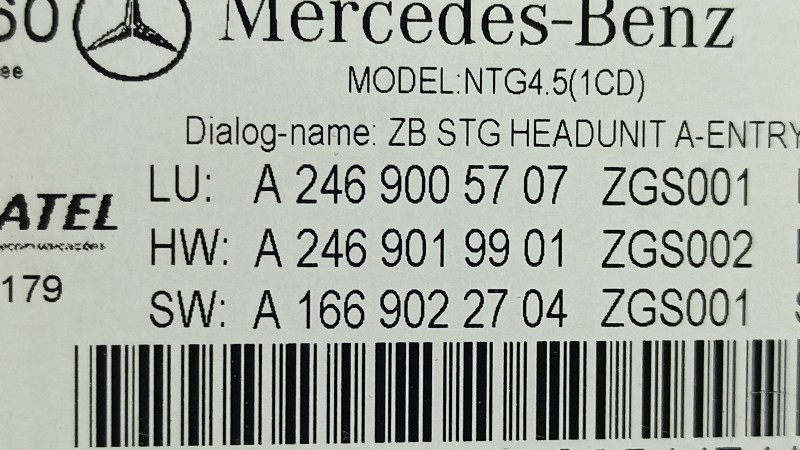 Mercedes-Benz
MODEL:NTG4.5(1CD)
Dialog-name: ZB STG HEADUNIT A-ENTRY
LU: A 246 900 57 07 ZGS001
HW: A 246 901 99 01 ZGS002
SW: A 166 902 27 04 ZGS001
ATEL
179